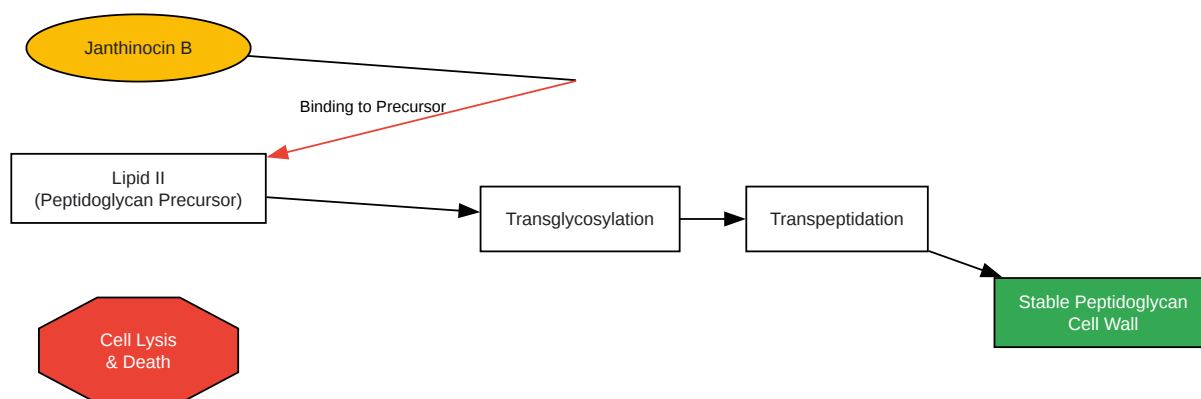 Janthinocin B
Binding to Precursor
Lipid II
(Peptidoglycan Precursor)
Transglycosylation
Transpeptidation
Stable Peptidoglycan
Cell Wall
Cell Lysis
& Death